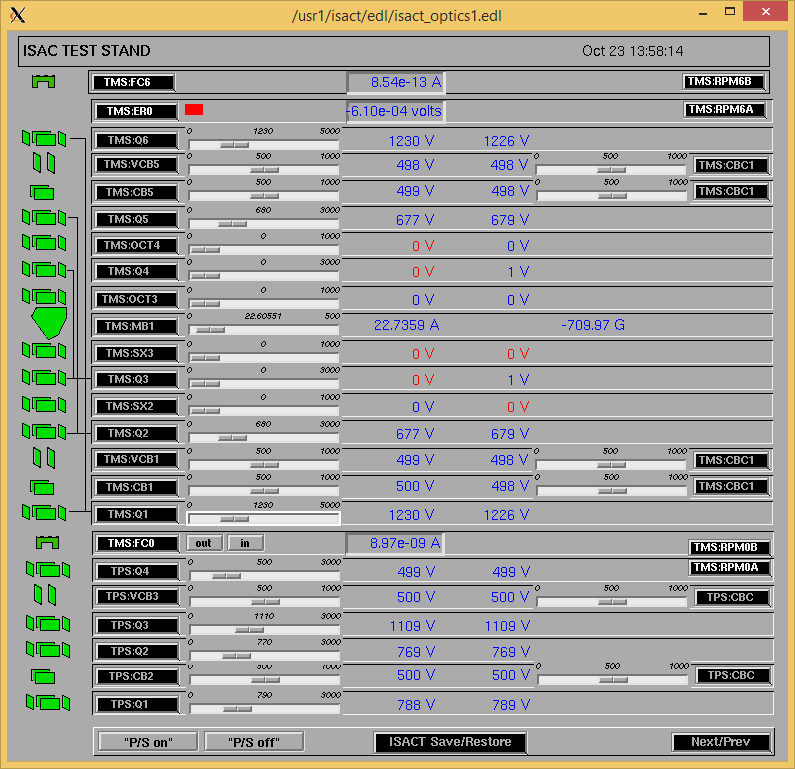 /usr1/isact/edl/isact_optics1.edl
ISAC TEST STAND Oct 23 13:58:14
TMS:FC6 8.54e-13 A TMS:RPM6B
TMS:ER0 -6.10e-04 volts TMS:RPM6A
TMS:Q6 0 1230 5000 1230 V 1226 V
TMS:VCB5 0 500 1000 498 V 498 V 0 500 1000 TMS:CBC1
TMS:CB5 0 500 1000 499 V 498 V 0 500 1000 TMS:CBC1
TMS:Q5 0 680 3000 677 V 679 V
TMS:OCT4 0 0 1000 0 V 0 V
TMS:Q4 0 0 3000 0 V 1 V
TMS:OCT3 0 0 1000 0 V 0 V
TMS:MB1 0 22.60551 500 22.7359 A -709.97 G
TMS:SX3 0 0 1000 0 V 0 V
TMS:Q3 0 0 3000 0 V 1 V
TMS:SX2 0 0 1000 0 V 0 V
TMS:Q2 0 680 3000 677 V 679 V
TMS:VCB1 0 500 1000 499 V 498 V 0 500 1000 TMS:CBC1
TMS:CB1 0 500 1000 500 V 498 V 0 500 1000 TMS:CBC1
TMS:Q1 0 1230 5000 1230 V 1226 V
TMS:FC0 out in 8.97e-09 A TMS:RPM0B
TPS:Q4 0 500 3000 499 V 499 V TMS:RPM0A
TPS:VCB3 0 500 1000 500 V 500 V 0 500 1000 TPS:CBC
TPS:Q3 0 1110 3000 1109 V 1109 V
TPS:Q2 0 770 3000 769 V 769 V
TPS:CB2 0 500 1000 500 V 500 V 0 500 1000 TPS:CBC
TPS:Q1 0 790 3000 788 V 789 V
"P/S on" "P/S off" ISACT Save/Restore Next/Prev